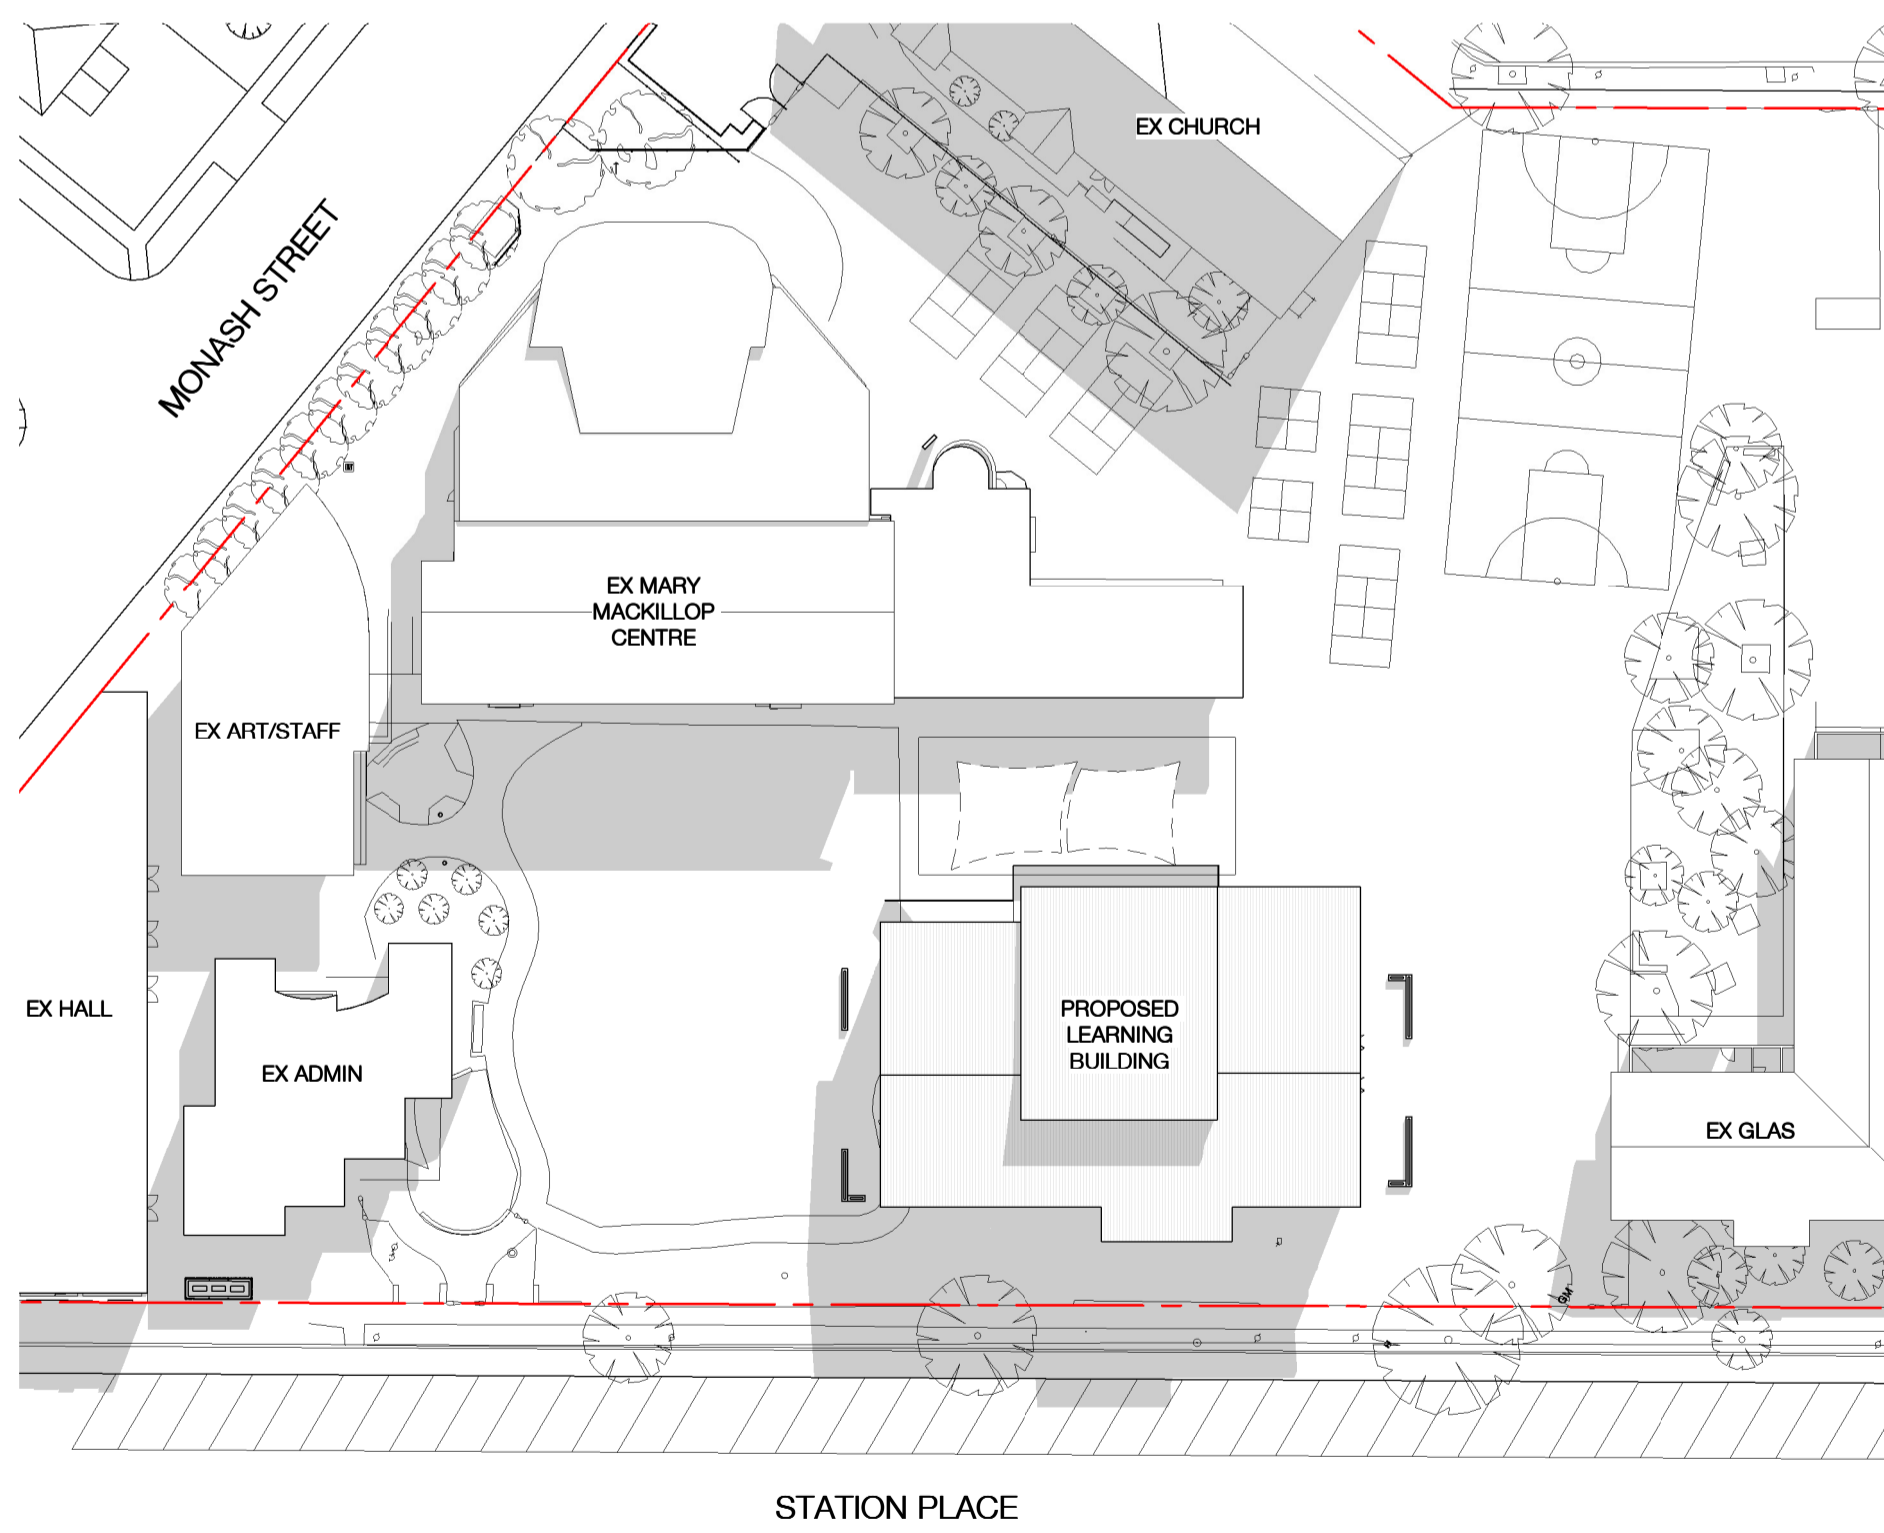 EX CHURCH
MONASH STREET
EX MARY
MACKILLOP
CENTRE
EX ART/STAFF
EX HALL
EX ADMIN
PROPOSED
LEARNING
BUILDING
EX GLAS
GM
STATION PLACE